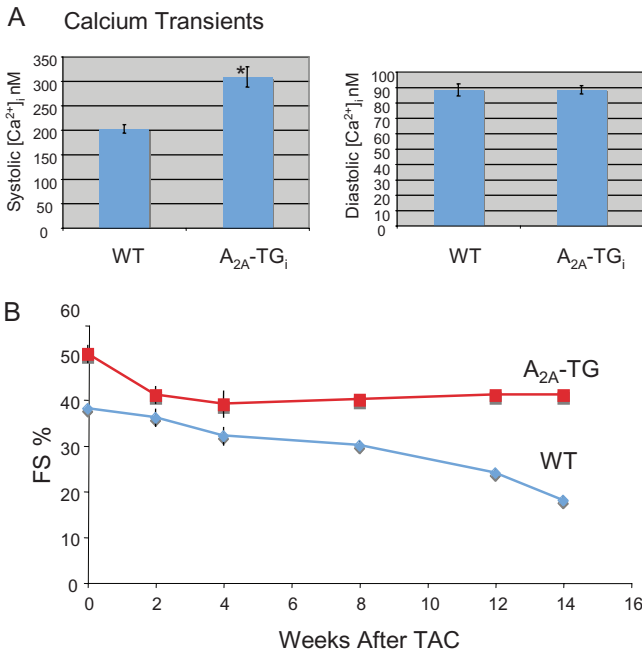 A Calcium Transients
Systolic [Ca²⁺]ᵢ nM
350
300
250
200
150
100
50
0
*
WT
A₂A-TGᵢ
Diastolic [Ca²⁺]ᵢ nM
100
90
80
70
60
50
40
30
20
10
0
WT
A₂A-TGᵢ
B
FS %
60
50
40
30
20
10
0
A₂A-TG
WT
0 2 4 6 8 10 12 14 16
Weeks After TAC